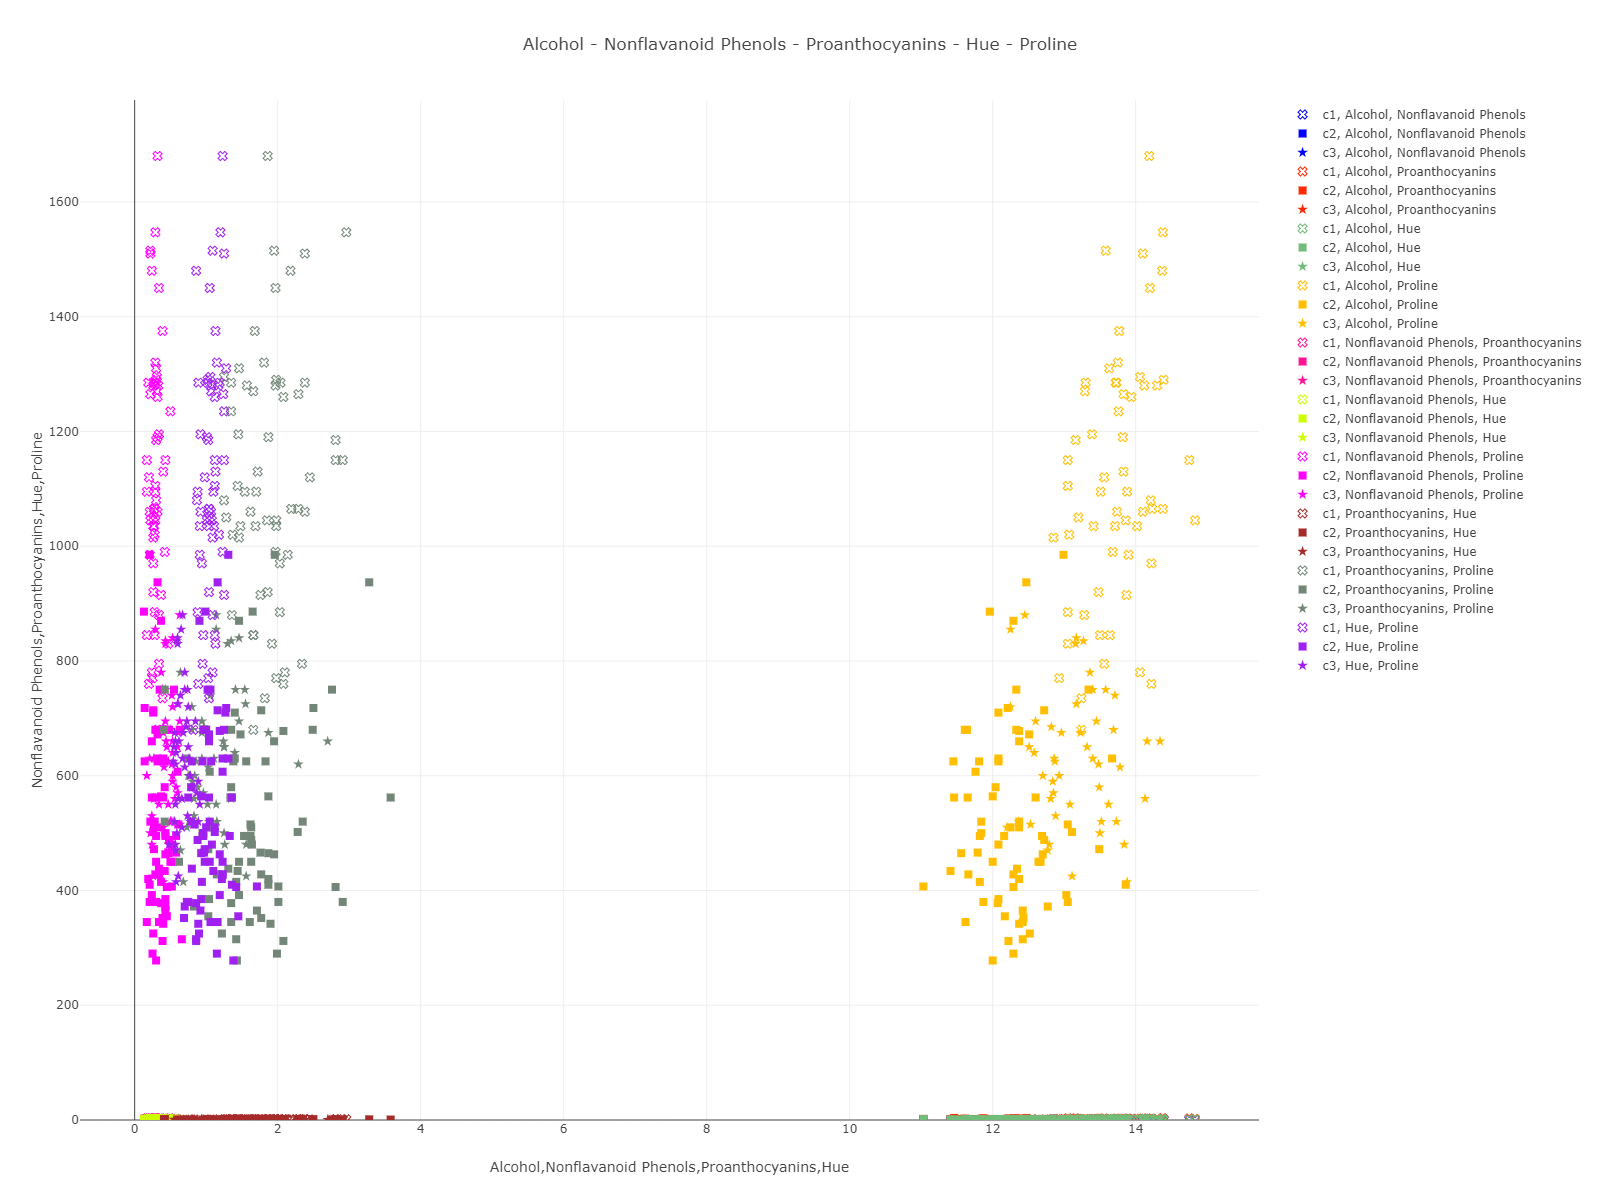 Alcohol - Nonflavanoid Phenols - Proanthocyanins - Hue - Proline
Nonflavanoid Phenols,Proanthocyanins,Hue,Proline
1600
1400
1200
1000
800
600
400
200
0
0 2 4 6 8 10 12 14
Alcohol,Nonflavanoid Phenols,Proanthocyanins,Hue
c1, Alcohol, Nonflavanoid Phenols
c2, Alcohol, Nonflavanoid Phenols
c3, Alcohol, Nonflavanoid Phenols
c1, Alcohol, Proanthocyanins
c2, Alcohol, Proanthocyanins
c3, Alcohol, Proanthocyanins
c1, Alcohol, Hue
c2, Alcohol, Hue
c3, Alcohol, Hue
c1, Alcohol, Proline
c2, Alcohol, Proline
c3, Alcohol, Proline
c1, Nonflavanoid Phenols, Proanthocyanins
c2, Nonflavanoid Phenols, Proanthocyanins
c3, Nonflavanoid Phenols, Proanthocyanins
c1, Nonflavanoid Phenols, Hue
c2, Nonflavanoid Phenols, Hue
c3, Nonflavanoid Phenols, Hue
c1, Nonflavanoid Phenols, Proline
c2, Nonflavanoid Phenols, Proline
c3, Nonflavanoid Phenols, Proline
c1, Proanthocyanins, Hue
c2, Proanthocyanins, Hue
c3, Proanthocyanins, Hue
c1, Proanthocyanins, Proline
c2, Proanthocyanins, Proline
c3, Proanthocyanins, Proline
c1, Hue, Proline
c2, Hue, Proline
c3, Hue, Proline